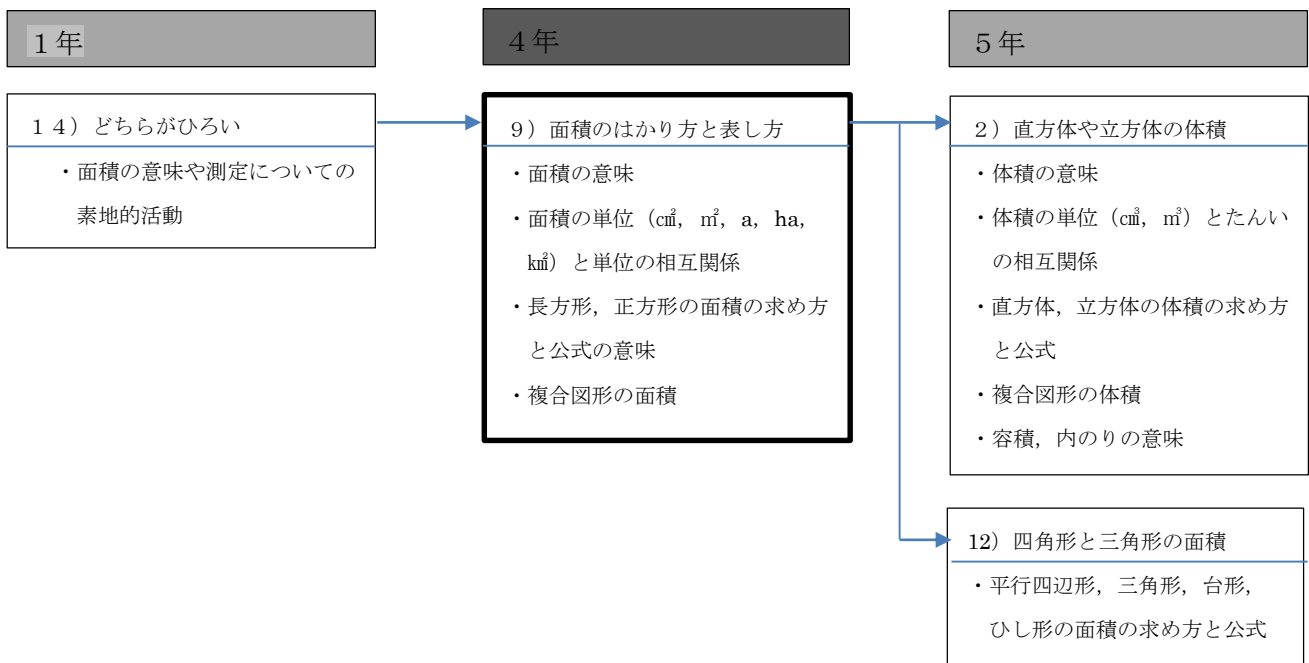 1年
14）どちらがひろい
・面積の意味や測定についての
素地的活動
４年
９）面積のはかり方と表し方
・面積の意味
・面積の単位（㎠，㎡，a，ha，
㎢）と単位の相互関係
・長方形，正方形の面積の求め方
と公式の意味
・複合図形の面積
５年
２）直方体や立方体の体積
・体積の意味
・体積の単位（㎤，㎥）とたんい
の相互関係
・直方体，立方体の体積の求め方
と公式
・複合図形の体積
・容積，内のりの意味
12）四角形と三角形の面積
・平行四辺形，三角形，台形，
ひし形の面積の求め方と公式